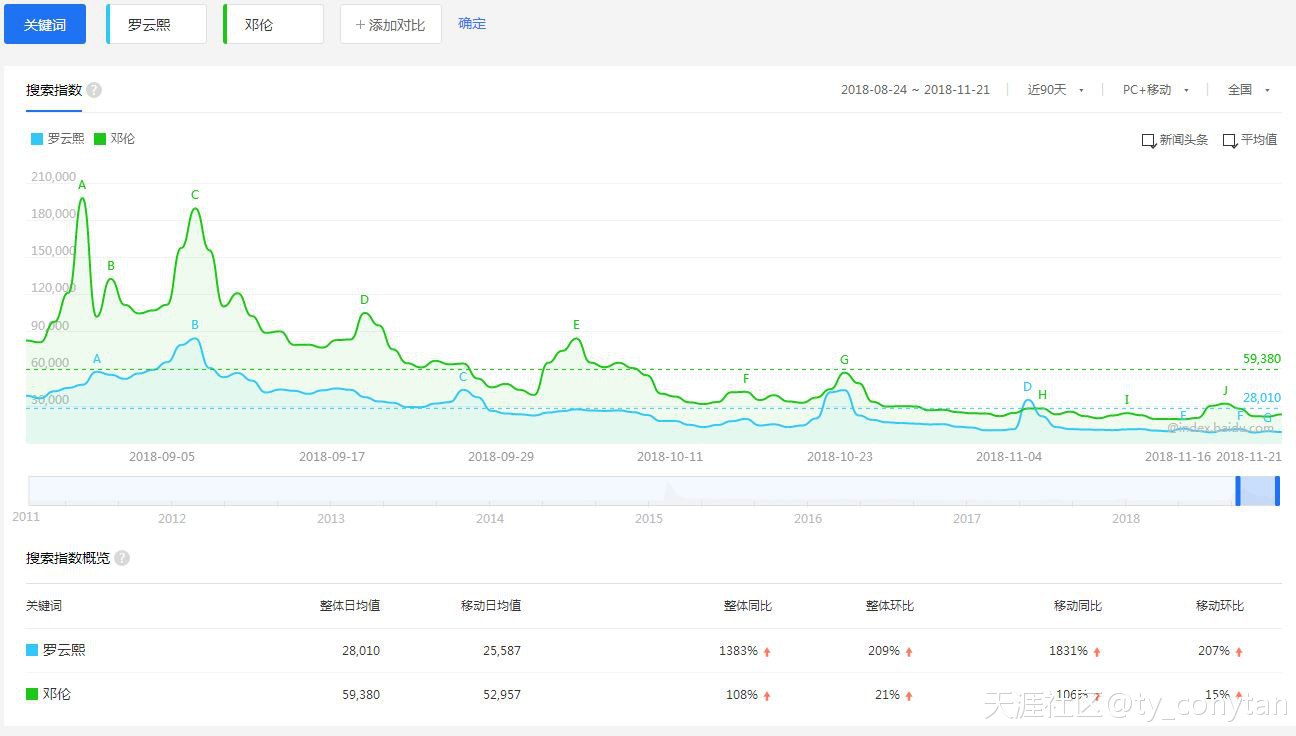 关键词 罗云熙 邓伦 +添加对比 确定
搜索指数 ? 2018-08-24 ~ 2018-11-21 近90天 PC+移动 全国
罗云熙 邓伦 新闻头条 平均值
210,000
A
C
180,000
150,000
B
120,000
D
90,000
B
E
60,000
A
G
59,380
C
F
D
H
I
J
30,000
28,010
E
F
G
@index.baidu.com
2018-09-05 2018-09-17 2018-09-29 2018-10-11 2018-10-23 2018-11-04 2018-11-16 2018-11-21
2011 2012 2013 2014 2015 2016 2017 2018
搜索指数概览 ?
关键词 整体日均值 移动日均值 整体同比 整体环比 移动同比 移动环比
罗云熙 28,010 25,587 1383% 209% 1831% 207%
邓伦 59,380 52,957 108% 21% 106% 15%
天涯社区@ty_conytan